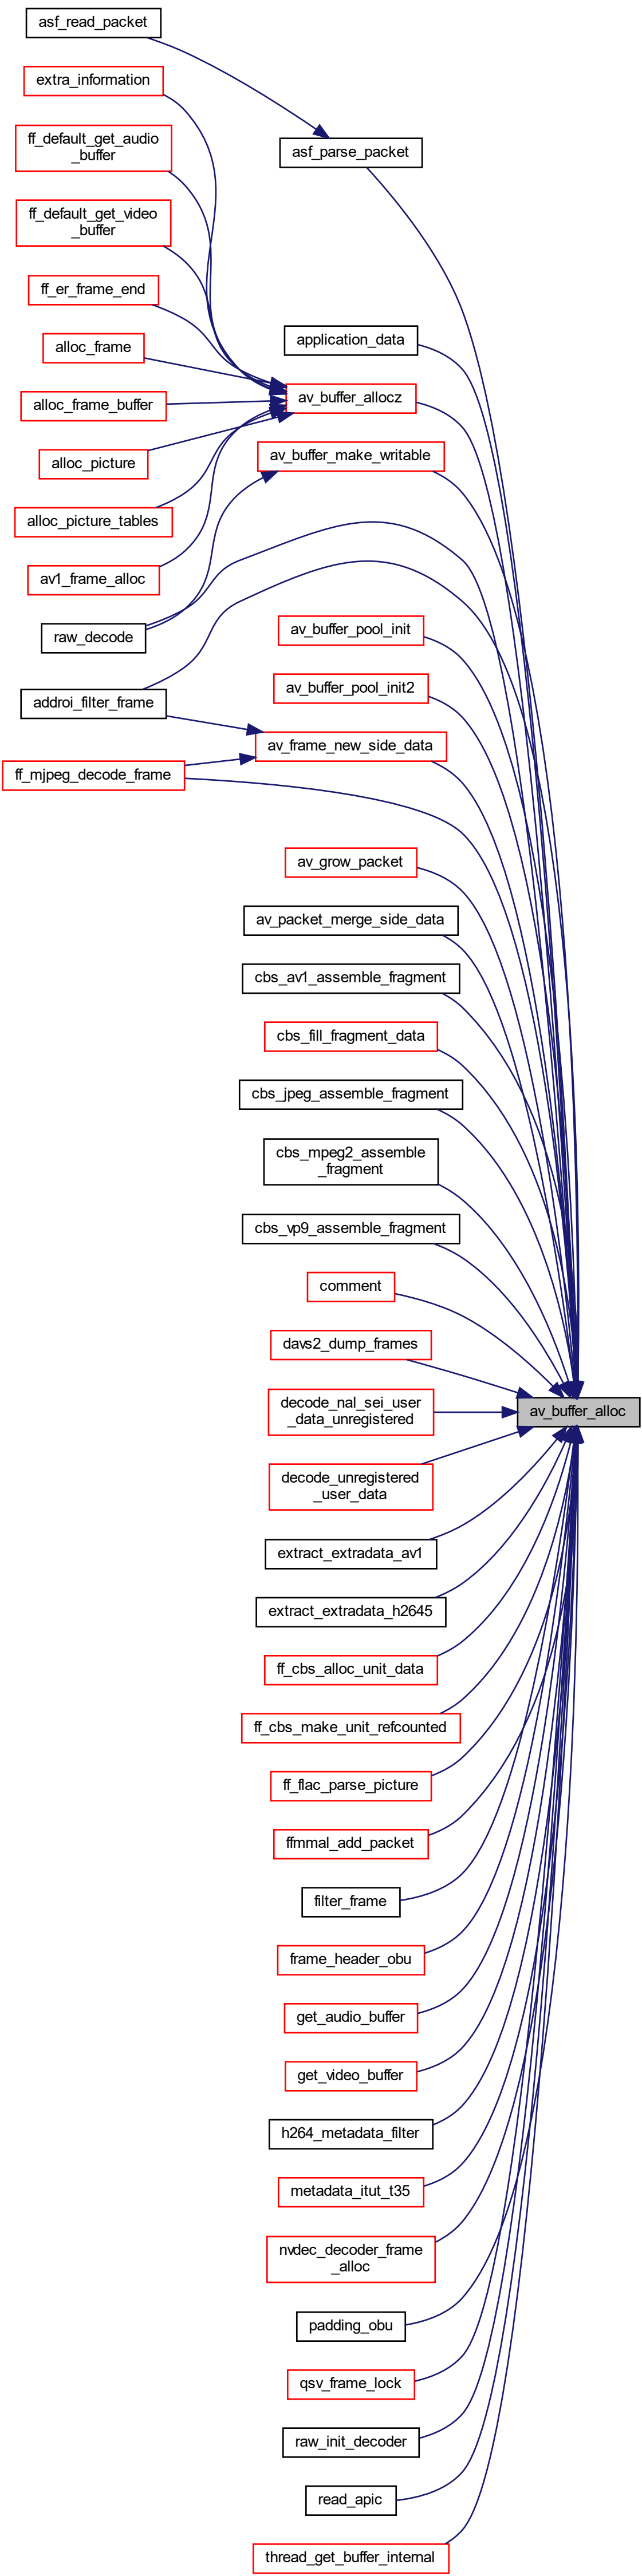 asf_read_packet
extra_information
ff_default_get_audio
_buffer
ff_default_get_video
_buffer
ff_er_frame_end
alloc_frame
alloc_frame_buffer
alloc_picture
alloc_picture_tables
av1_frame_alloc
raw_decode
addroi_filter_frame
ff_mjpeg_decode_frame
asf_parse_packet
application_data
av_buffer_allocz
av_buffer_make_writable
av_buffer_pool_init
av_buffer_pool_init2
av_frame_new_side_data
av_grow_packet
av_packet_merge_side_data
cbs_av1_assemble_fragment
cbs_fill_fragment_data
cbs_jpeg_assemble_fragment
cbs_mpeg2_assemble
_fragment
cbs_vp9_assemble_fragment
comment
davs2_dump_frames
decode_nal_sei_user
_data_unregistered
decode_unregistered
_user_data
extract_extradata_av1
extract_extradata_h2645
ff_cbs_alloc_unit_data
ff_cbs_make_unit_refcounted
ff_flac_parse_picture
ffmmal_add_packet
filter_frame
frame_header_obu
get_audio_buffer
get_video_buffer
h264_metadata_filter
metadata_itut_t35
nvdec_decoder_frame
_alloc
padding_obu
qsv_frame_lock
raw_init_decoder
read_apic
thread_get_buffer_internal
av_buffer_alloc